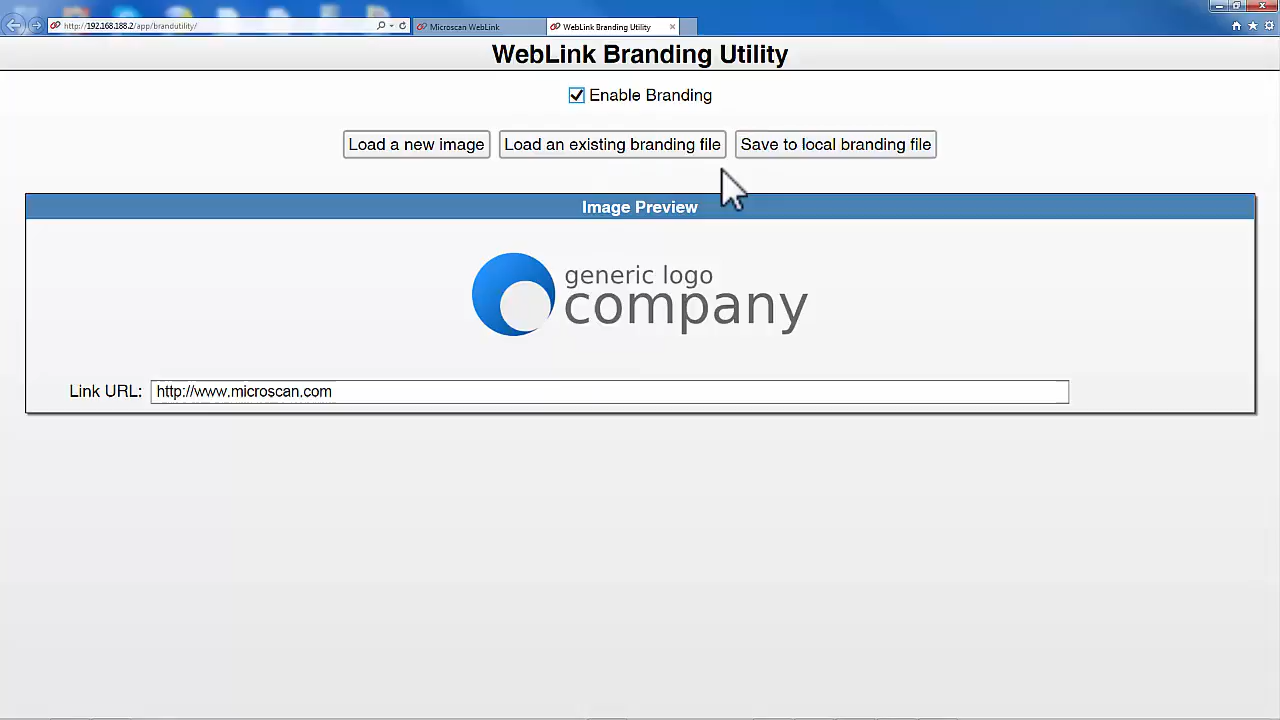 http://192.168.188.2/app/brandutility/
Microscan WebLink
WebLink Branding Utility
WebLink Branding Utility
Enable Branding
Load a new image
Load an existing branding file
Save to local branding file
Image Preview
generic logo
company
Link URL: http://www.microscan.com